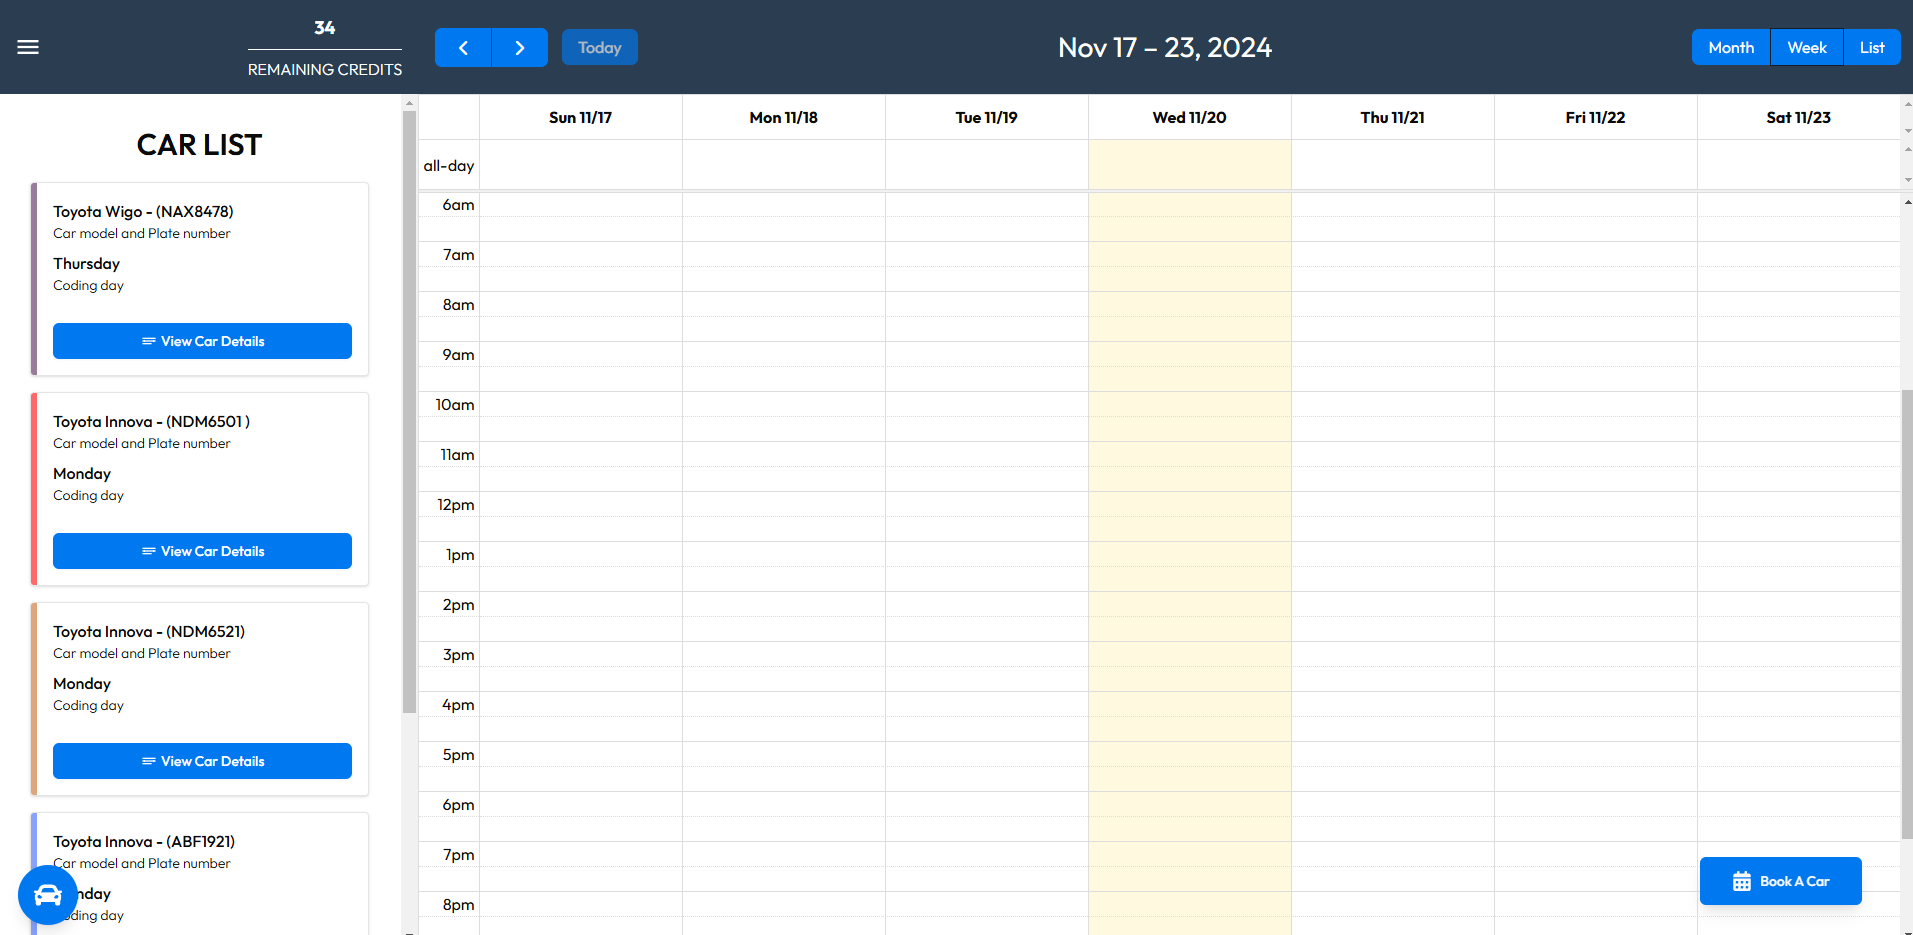 34
REMAINING CREDITS
Today
Nov 17 – 23, 2024
Month Week List
CAR LIST
Toyota Wigo - (NAX8478)
Car model and Plate number
Thursday
Coding day
View Car Details
Toyota Innova - (NDM6501 )
Car model and Plate number
Monday
Coding day
View Car Details
Toyota Innova - (NDM6521)
Car model and Plate number
Monday
Coding day
View Car Details
Toyota Innova - (ABF1921)
Car model and Plate number
nday
ding day
Sun 11/17 Mon 11/18 Tue 11/19 Wed 11/20 Thu 11/21 Fri 11/22 Sat 11/23
all-day
6am
7am
8am
9am
10am
11am
12pm
1pm
2pm
3pm
4pm
5pm
6pm
7pm
8pm
Book A Car